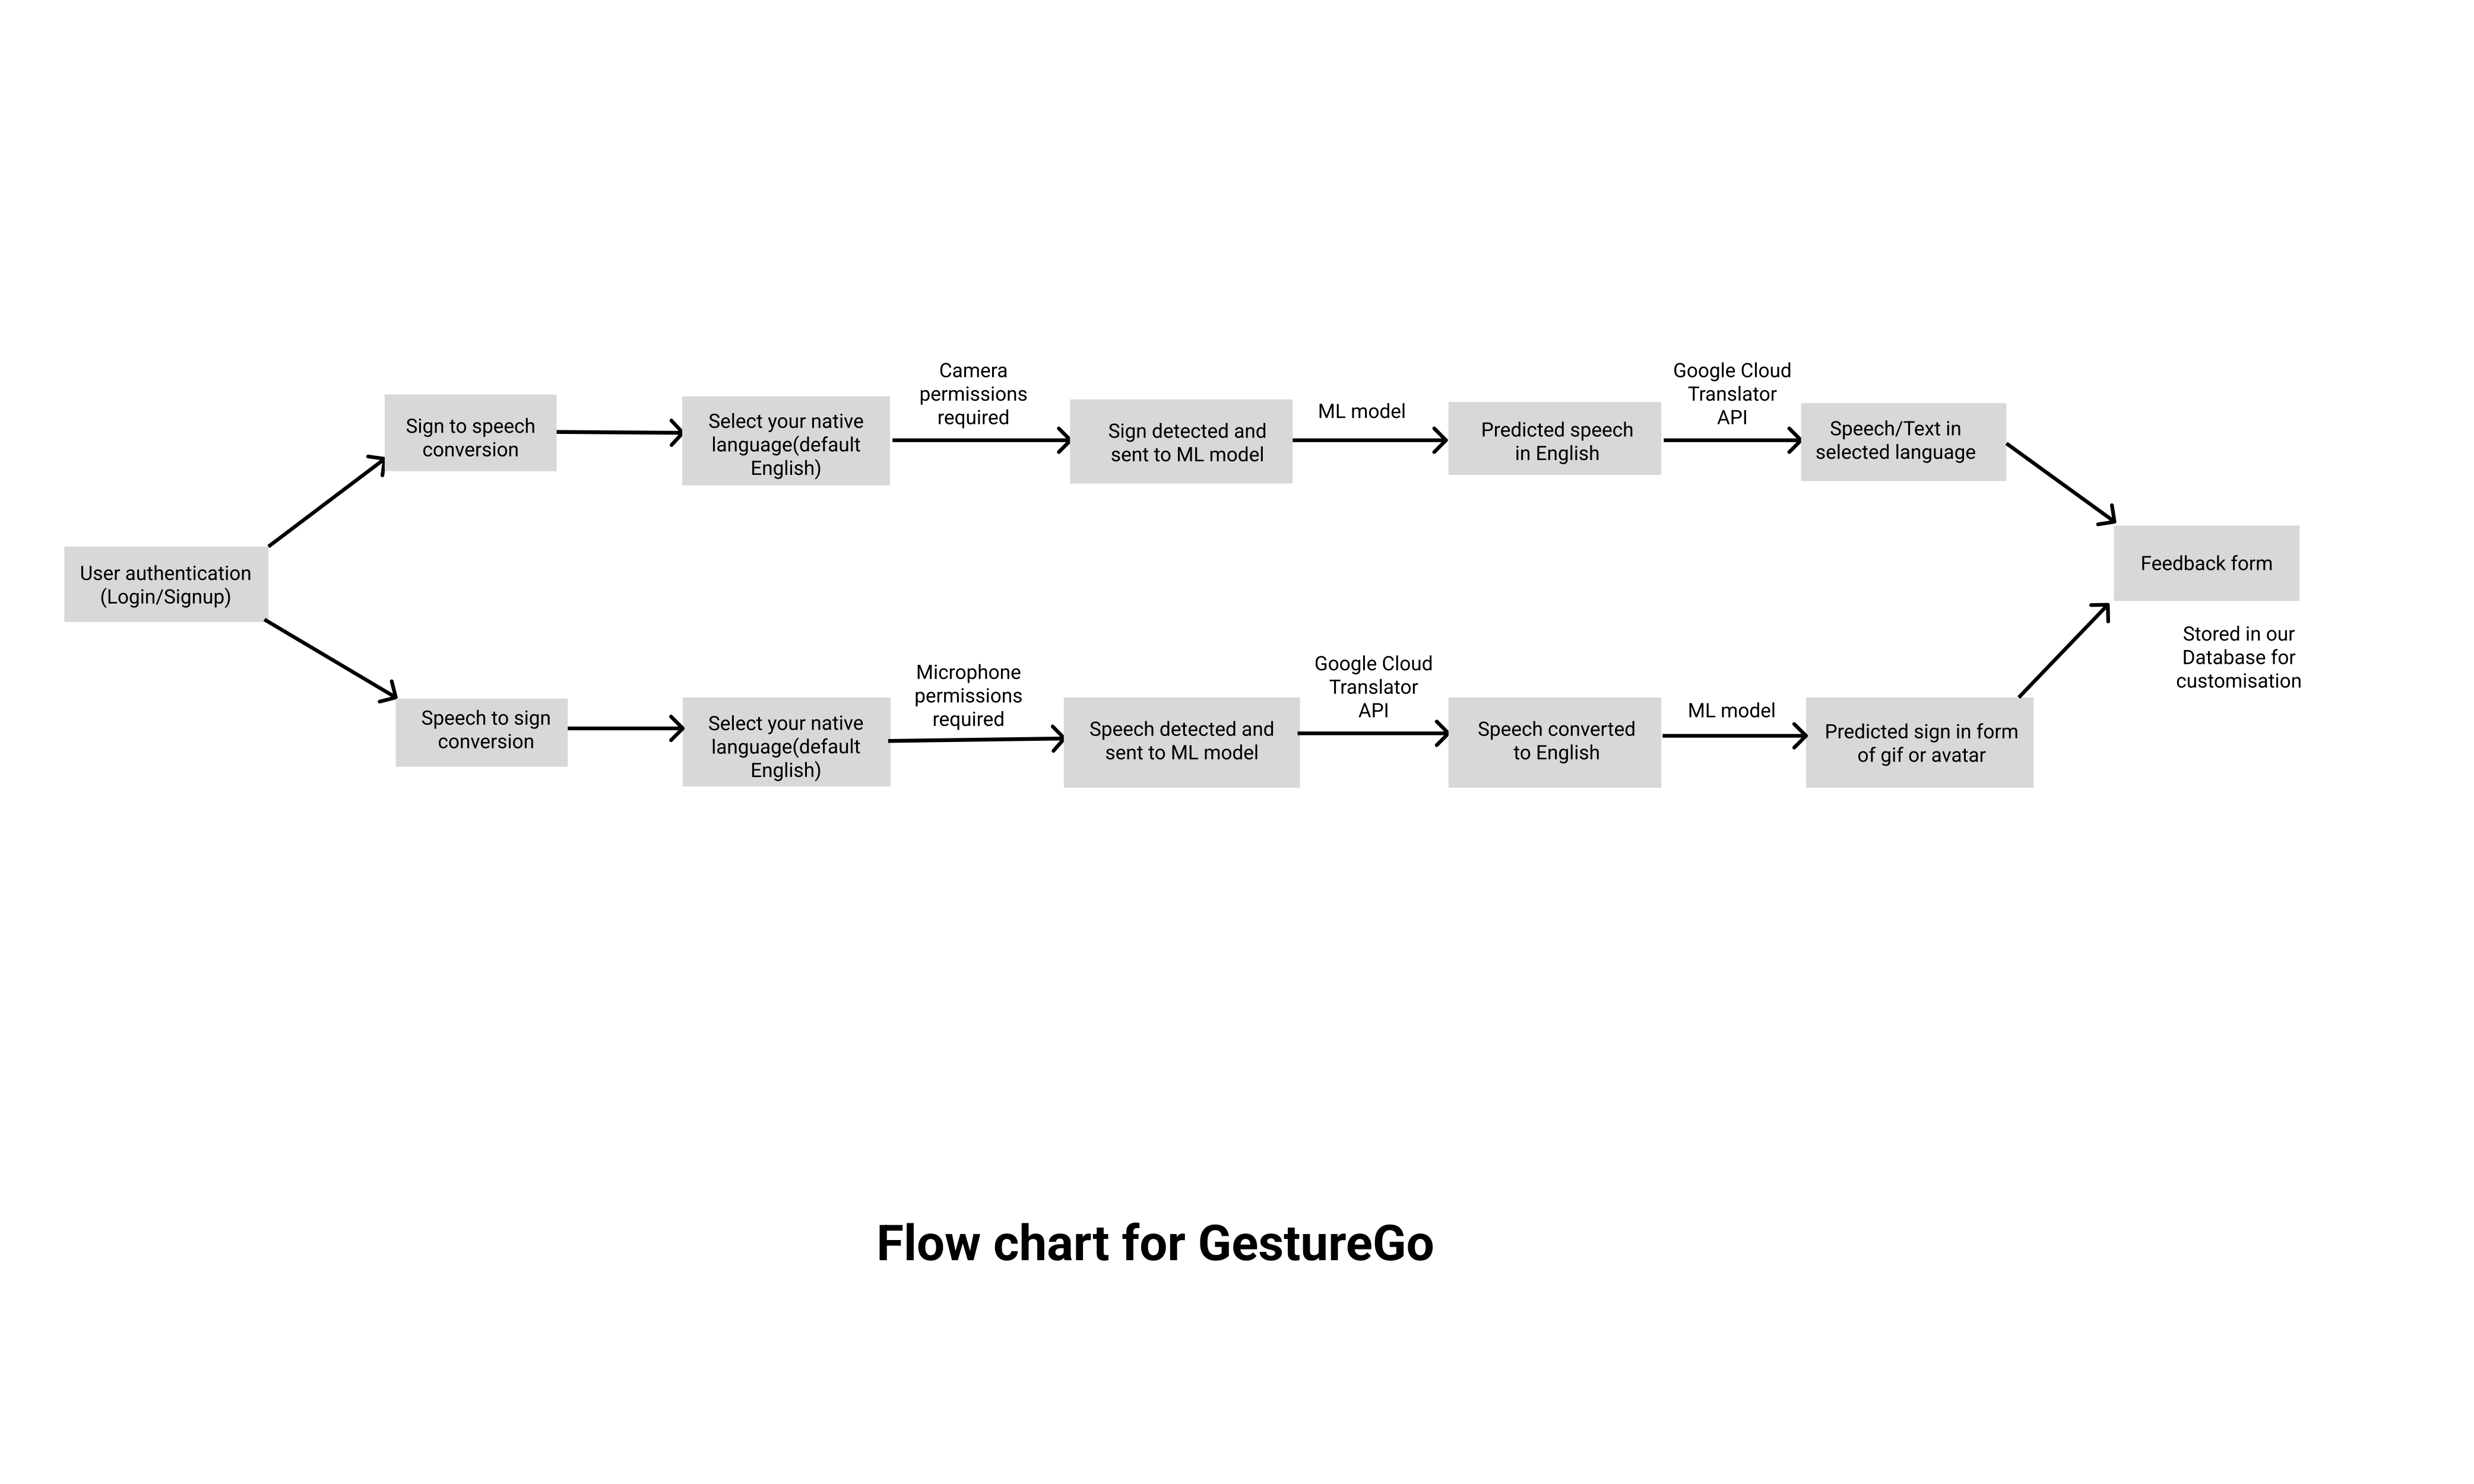 User authentication
(Login/Signup)
Sign to speech
conversion
Select your native
language(default
English)
Camera
permissions
required
Sign detected and
sent to ML model
ML model
Predicted speech
in English
Google Cloud
Translator
API
Speech/Text in
selected language
Speech to sign
conversion
Select your native
language(default
English)
Microphone
permissions
required
Speech detected and
sent to ML model
Google Cloud
Translator
API
Speech converted
to English
ML model
Predicted sign in form
of gif or avatar
Feedback form
Stored in our
Database for
customisation
Flow chart for GestureGo